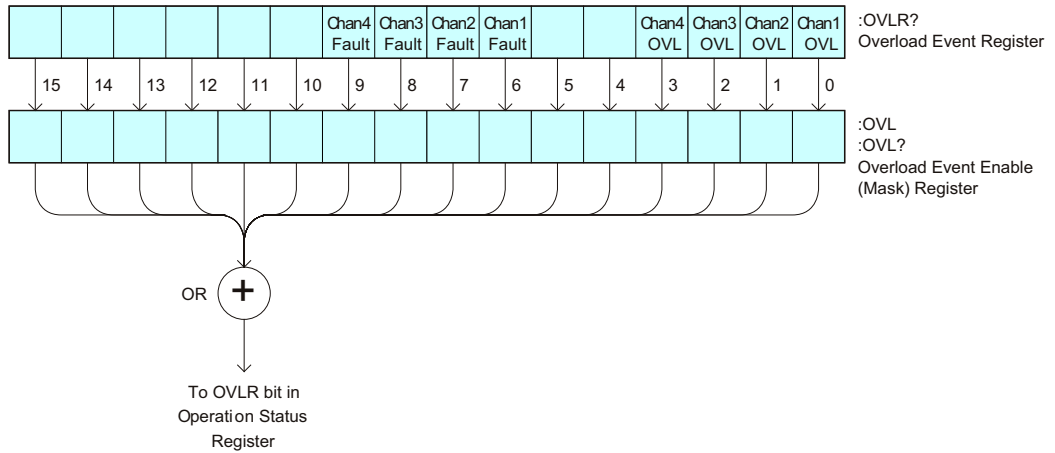 Chan4 Fault
Chan3 Fault
Chan2 Fault
Chan1 Fault
Chan4 OVL
Chan3 OVL
Chan2 OVL
Chan1 OVL
:OVLR?
Overload Event Register
15 14 13 12 11 10 9 8 7 6 5 4 3 2 1 0
:OVL
:OVL?
Overload Event Enable
(Mask) Register
OR +
To OVLR bit in
Operation Status
Register